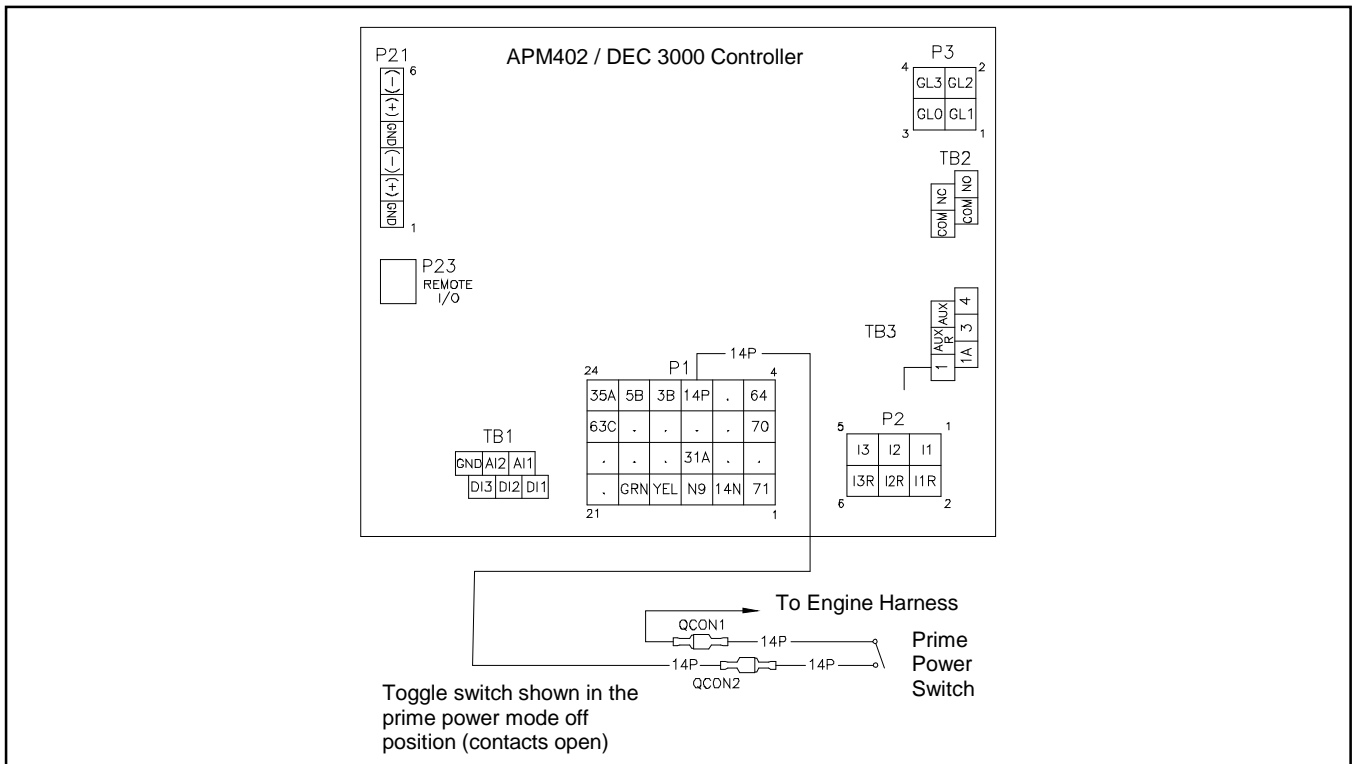 APM402 / DEC 3000 Controller
P21
6
(-)
(+)
GND
(-)
(+)
GND
1
P23
REMOTE
I/O
P3
4 2
GL3 GL2
GL0 GL1
3 1
TB2
COM NC
COM NO
TB3
1 AUX R AUX
1A 3 4
14P
P1
24 4
35A 5B 3B 14P . 64
63C . . . . 70
. . . 31A . .
. GRN YEL N9 14N 71
21 1
TB1
GND AI2 AI1
DI3 DI2 DI1
P2
5 1
I3 I2 I1
I3R I2R I1R
6 2
To Engine Harness
QCON1
14P
14P
14P
QCON2
Prime
Power
Switch
Toggle switch shown in the
prime power mode off
position (contacts open)